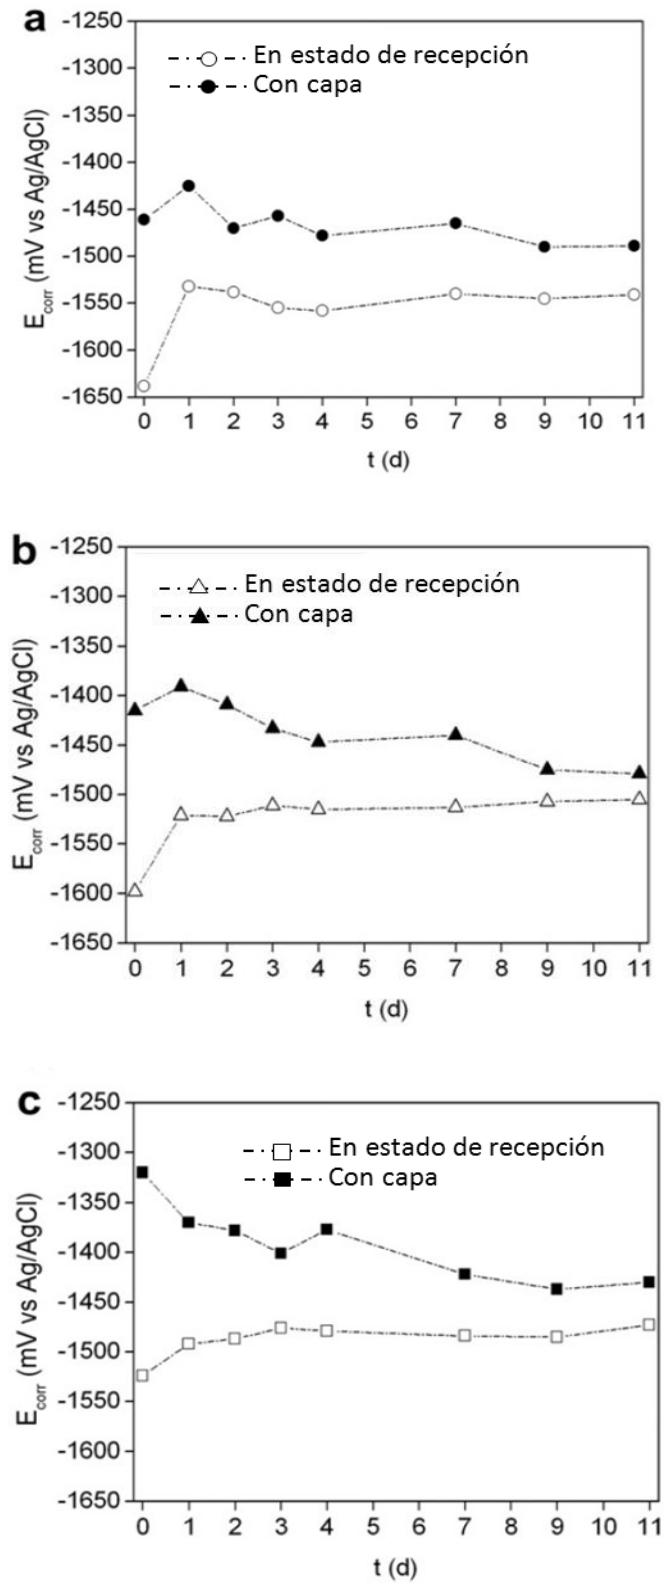 a
-1250
En estado de recepción
-1300
Con capa
-1350
-1400
-1450
-1500
-1550
-1600
-1650
E corr (mV vs Ag/AgCl)
0 1 2 3 4 5 6 7 8 9 10 11
t (d)
b
-1250
En estado de recepción
-1300
Con capa
-1350
-1400
-1450
-1500
-1550
-1600
-1650
E corr (mV vs Ag/AgCl)
0 1 2 3 4 5 6 7 8 9 10 11
t (d)
c
-1250
En estado de recepción
-1300
Con capa
-1350
-1400
-1450
-1500
-1550
-1600
-1650
E corr (mV vs Ag/AgCl)
0 1 2 3 4 5 6 7 8 9 10 11
t (d)